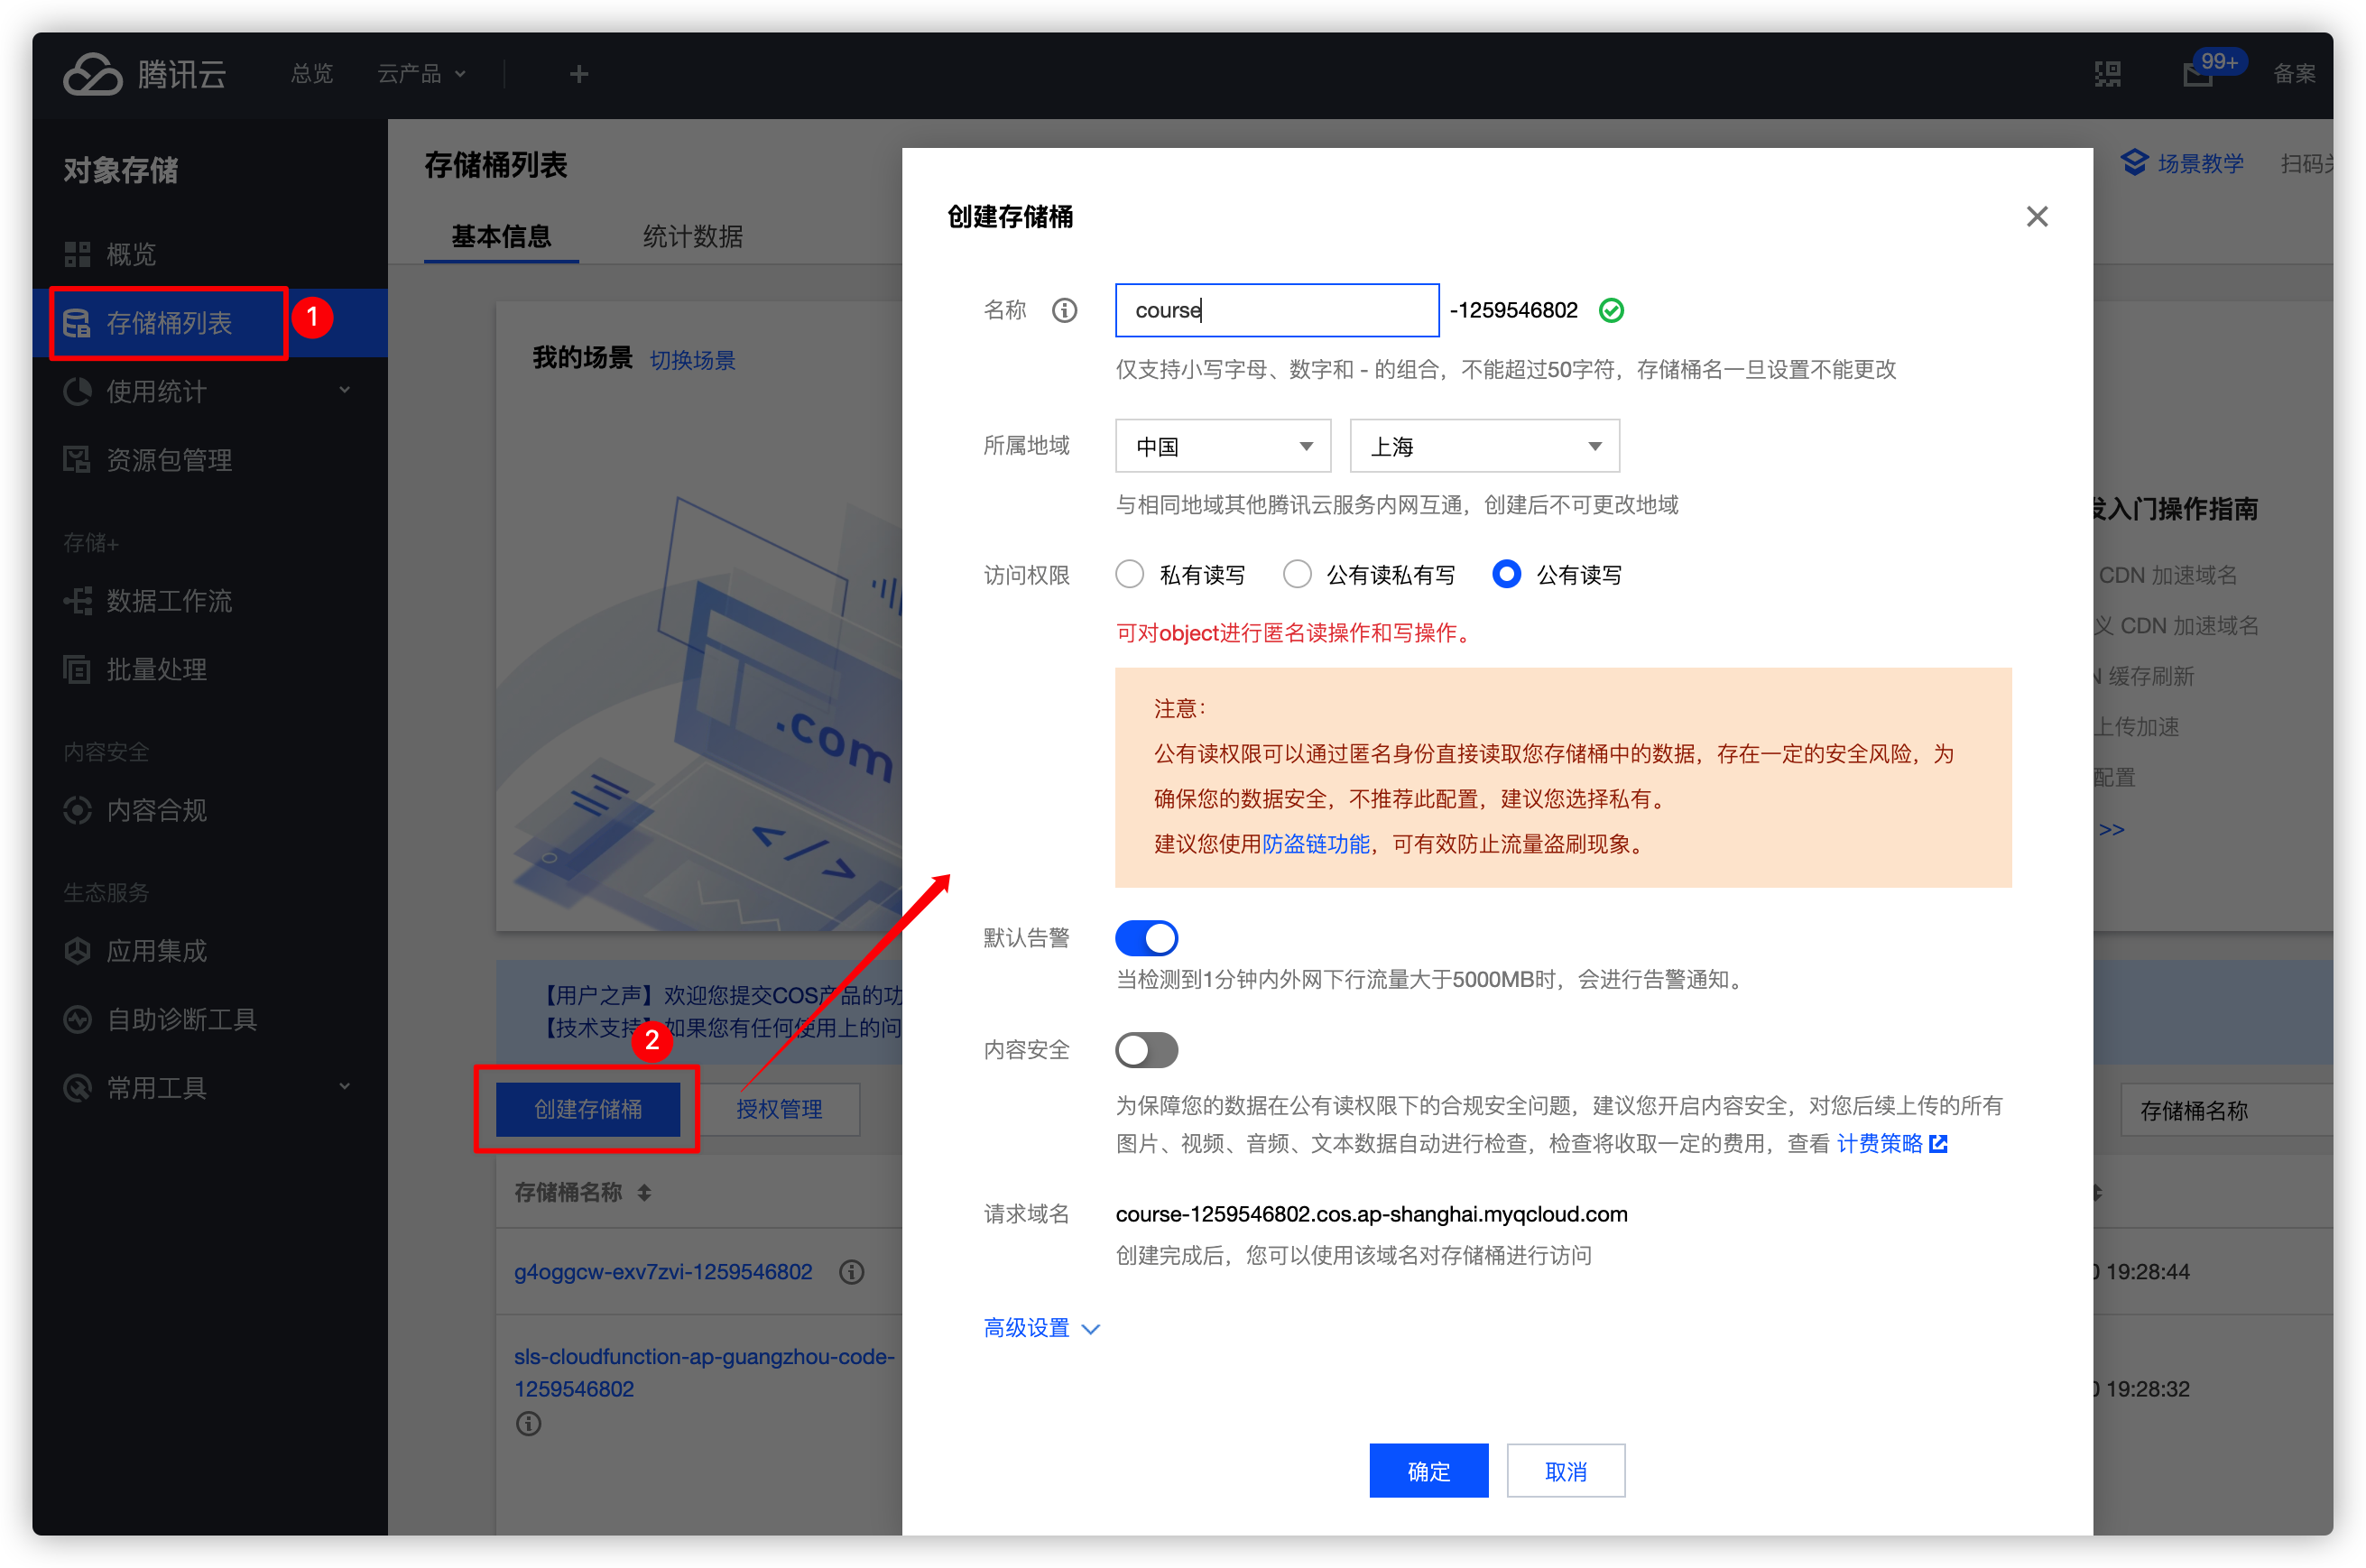 腾讯云
总览
云产品
+
99+
备案
对象存储
概览
存储桶列表
1
使用统计
资源包管理
存储+
数据工作流
批量处理
内容安全
内容合规
生态服务
应用集成
自助诊断工具
常用工具
存储桶列表
基本信息
统计数据
场景教学
扫码
我的场景 切换场景
.com
</>
【用户之声】欢迎您提交COS产品的
【技术支持】如果您有任何使用上的问
2
创建存储桶
授权管理
存储桶名称
g4oggcw-exv7zvi-1259546802
sls-cloudfunction-ap-guangzhou-code-
1259546802
创建存储桶
名称
course
-1259546802
仅支持小写字母、数字和 - 的组合，不能超过50字符，存储桶名一旦设置不能更改
所属地域
中国
上海
与相同地域其他腾讯云服务内网互通，创建后不可更改地域
访问权限
私有读写
公有读私有写
公有读写
可对object进行匿名读操作和写操作。
注意：
公有读权限可以通过匿名身份直接读取您存储桶中的数据，存在一定的安全风险，为
确保您的数据安全，不推荐此配置，建议您选择私有。
建议您使用防盗链功能，可有效防止流量盗刷现象。
默认告警
当检测到1分钟内外网下行流量大于5000MB时，会进行告警通知。
内容安全
为保障您的数据在公有读权限下的合规安全问题，建议您开启内容安全，对您后续上传的所有
图片、视频、音频、文本数据自动进行检查，检查将收取一定的费用，查看 计费策略
请求域名
course-1259546802.cos.ap-shanghai.myqcloud.com
创建完成后，您可以使用该域名对存储桶进行访问
高级设置
确定
取消
入门操作指南
CDN 加速域名
义 CDN 加速域名
缓存刷新
上传加速
配置
>>
存储桶名称
19:28:44
19:28:32